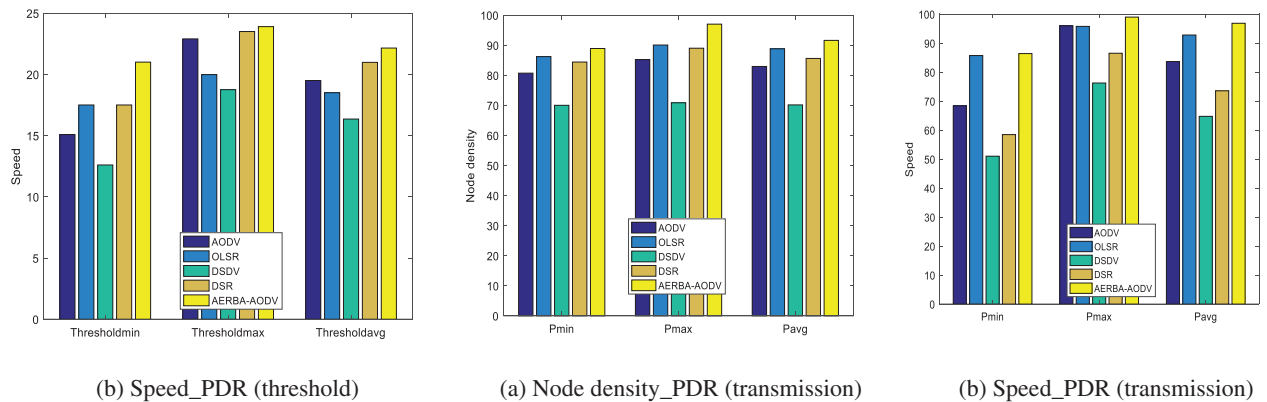 25
20
15
10
5
0
Speed
Thresholdmin
Thresholdmax
Thresholdavg
AODV
OLSR
DSDV
DSR
AERBA-AODV
(b) Speed_PDR (threshold)
100
90
80
70
60
50
40
30
20
10
0
Node density
Pmin
Pmax
Pavg
AODV
OLSR
DSDV
DSR
AERBA-AODV
(a) Node density_PDR (transmission)
100
90
80
70
60
50
40
30
20
10
0
Speed
Pmin
Pmax
Pavg
AODV
OLSR
DSDV
DSR
AERBA-AODV
(b) Speed_PDR (transmission)